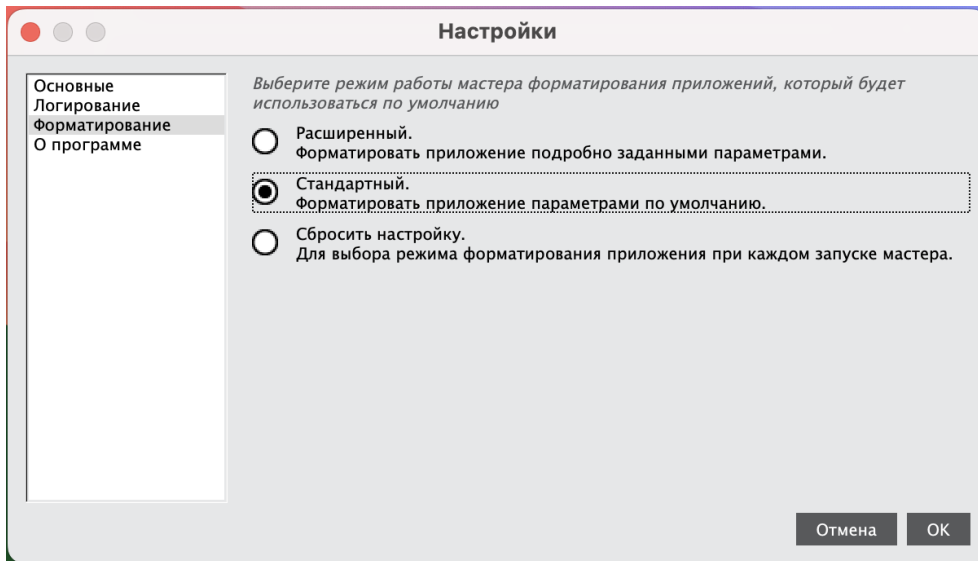 Настройки
Основные
Логирование
Форматирование
О программе
Выберите режим работы мастера форматирования приложений, который будет
использоваться по умолчанию
Расширенный.
Форматировать приложение подробно заданными параметрами.
Стандартный.
Форматировать приложение параметрами по умолчанию.
Сбросить настройку.
Для выбора режима форматирования приложения при каждом запуске мастера.
Отмена
OK